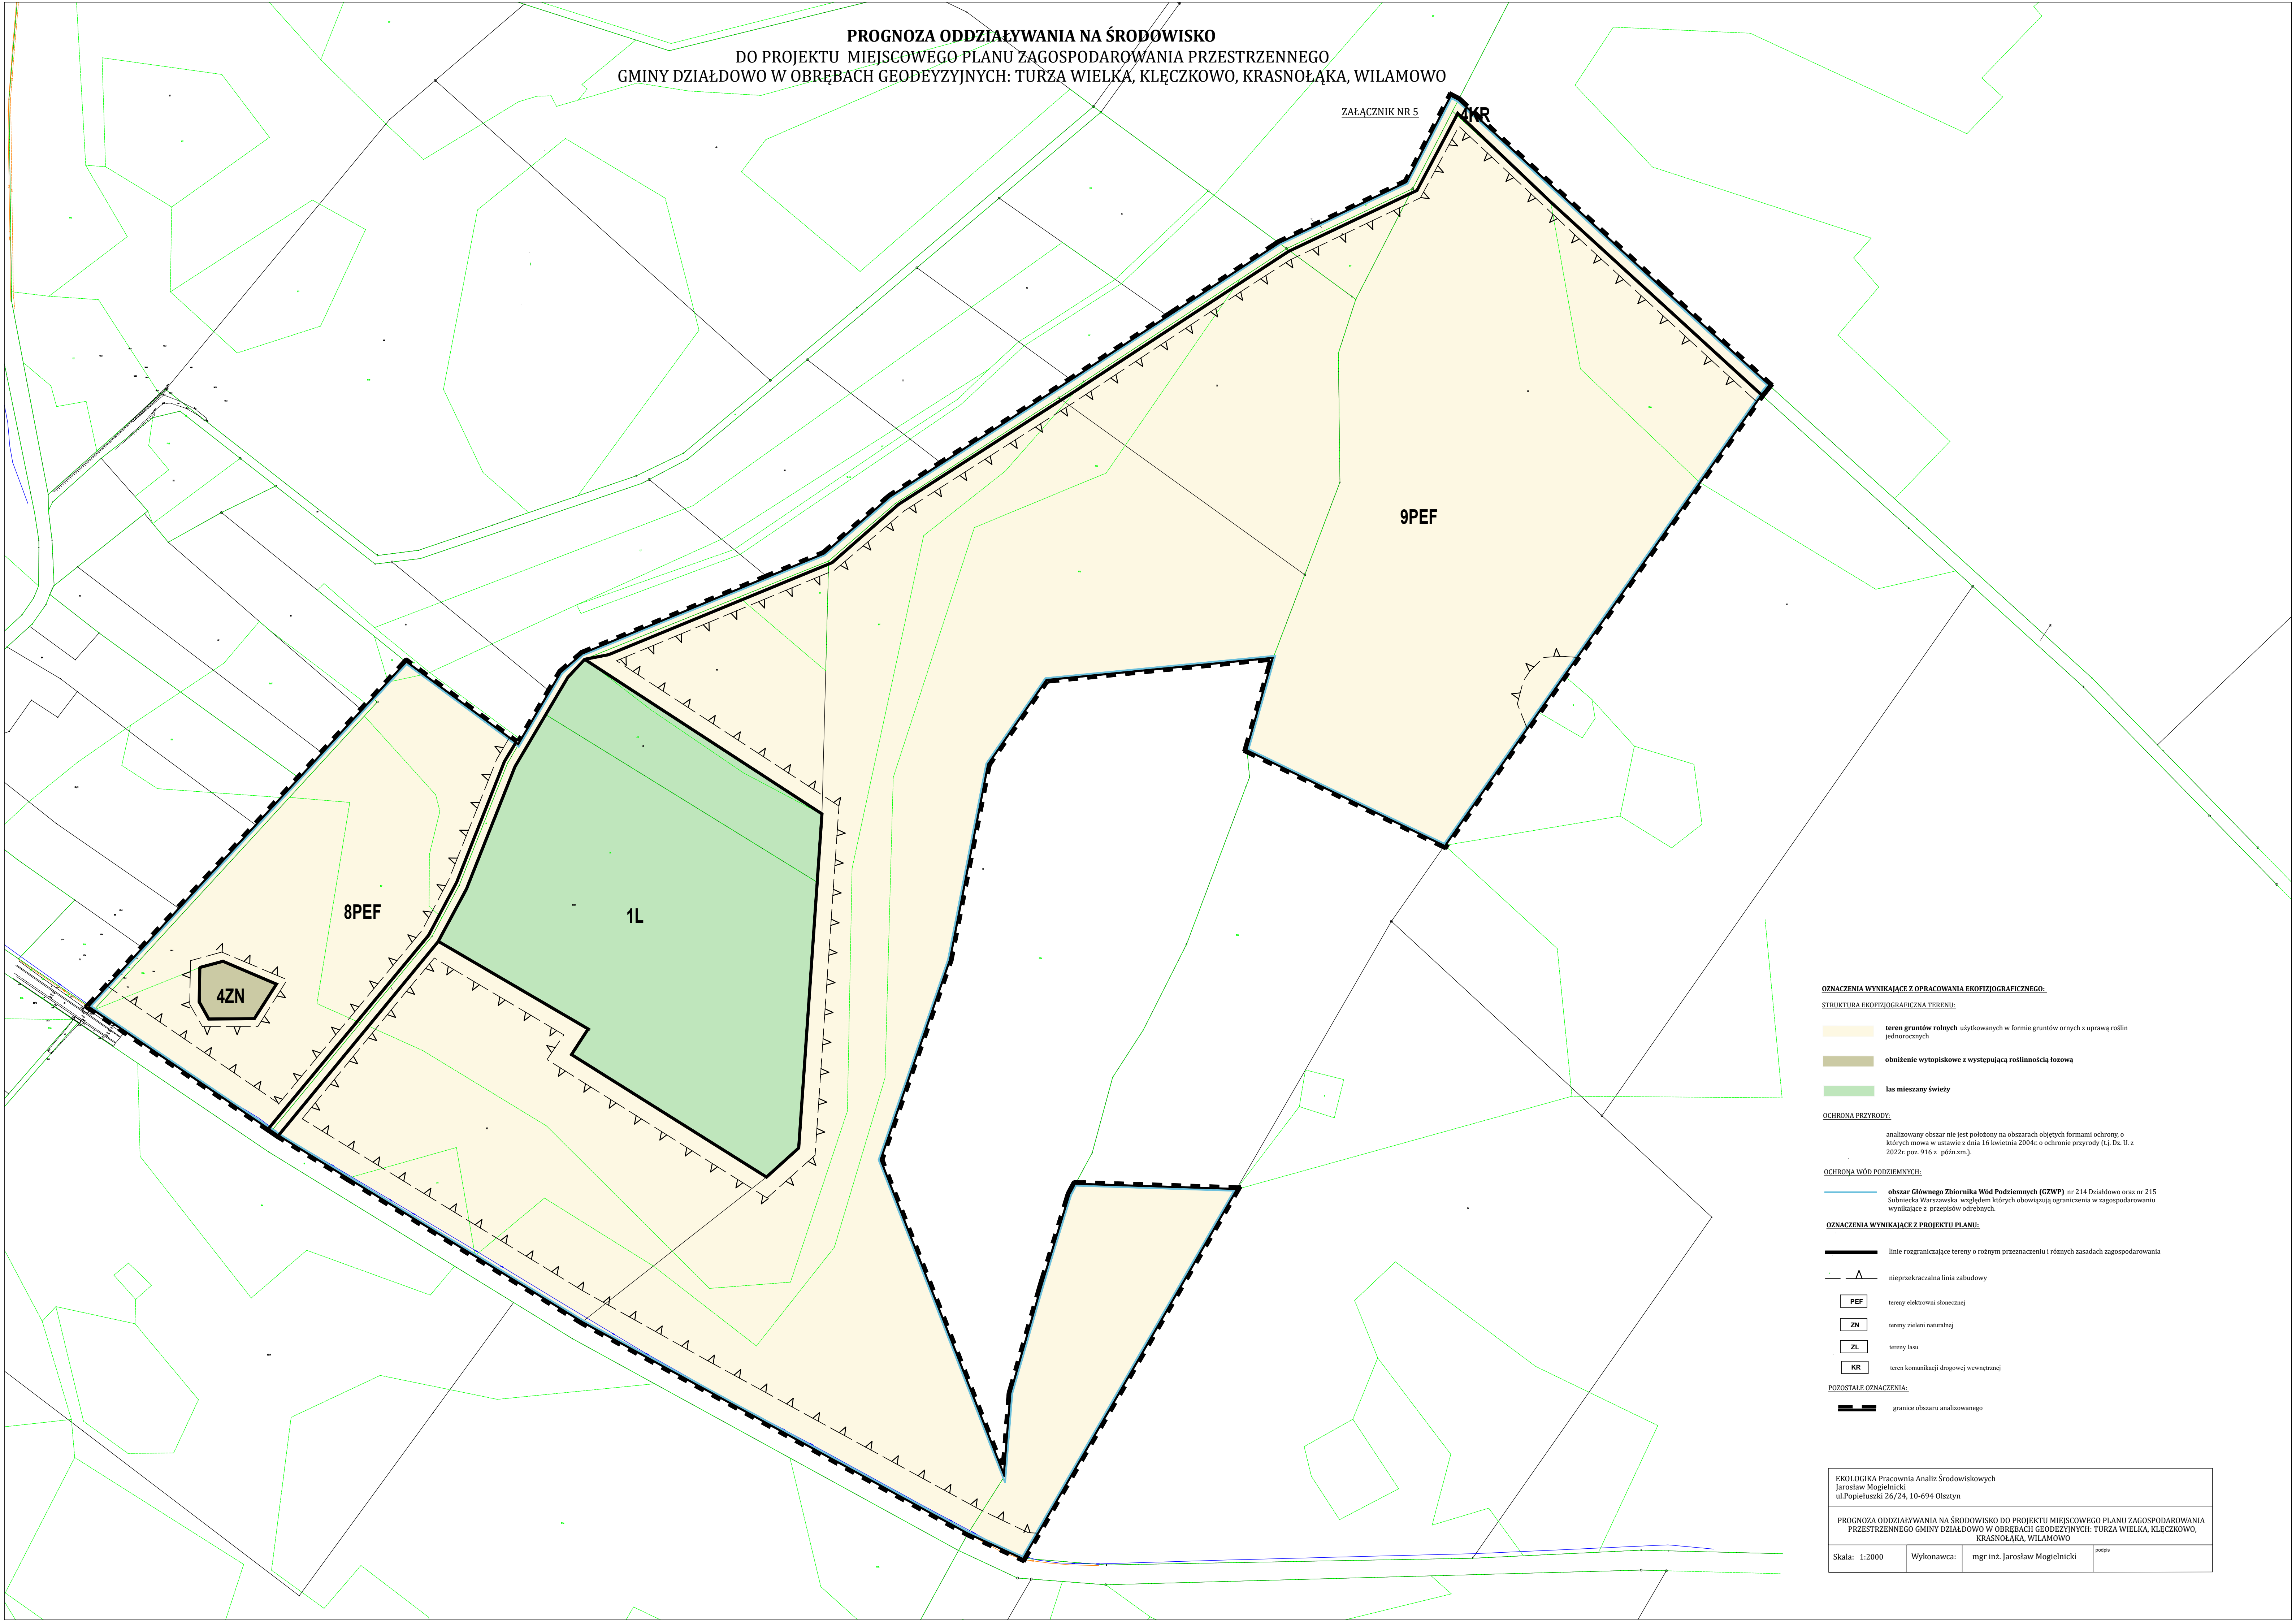 PROGNOZA ODDZIAŁYWANIA NA ŚRODOWISKO
DO PROJEKTU MIEJSCOWEGO PLANU ZAGOSPODAROWANIA PRZESTRZENNEGO
GMINY DZIAŁDOWO W OBRĘBACH GEODEYZYJNYCH: TURZA WIELKA, KLĘCZKOWO, KRASNOŁĄKA, WILAMOWO
ZAŁĄCZNIK NR 5
4KR
9PEF
8PEF
1L
4ZN
OZNACZENIA WYNIKAJĄCE Z OPRACOWANIA EKOFIZJOGRAFICZNEGO:
STRUKTURA EKOFIZJOGRAFICZNA TERENU:
teren gruntów rolnych użytkowanych w formie gruntów ornych z uprawą roślin
jednorocznych
obniżenie wytopiskowe z występującą roślinnością łozową
las mieszany świeży
OCHRONA PRZYRODY:
analizowany obszar nie jest położony na obszarach objętych formami ochrony, o
których mowa w ustawie z dnia 16 kwietnia 2004r. o ochronie przyrody (t.j. Dz. U. z
2022r. poz. 916 z późn.zm.).
OCHRONA WÓD PODZIEMNYCH:
obszar Głównego Zbiornika Wód Podziemnych (GZWP) nr 214 Działdowo oraz nr 215
Subniecka Warszawska względem których obowiązują ograniczenia w zagospodarowaniu
wynikające z przepisów odrębnych.
OZNACZENIA WYNIKAJĄCE Z PROJEKTU PLANU:
linie rozgraniczające tereny o rożnym przeznaczeniu i róznych zasadach zagospodarowania
nieprzekraczalna linia zabudowy
PEF tereny elektrowni słonecznej
ZN tereny zieleni naturalnej
ZL tereny lasu
KR teren komunikacji drogowej wewnętrznej
POZOSTAŁE OZNACZENIA:
granice obszaru analizowanego
EKOLOGIKA Pracownia Analiz Środowiskowych
Jarosław Mogielnicki
ul.Popiełuszki 26/24, 10-694 Olsztyn
PROGNOZA ODDZIAŁYWANIA NA ŚRODOWISKO DO PROJEKTU MIEJSCOWEGO PLANU ZAGOSPODAROWANIA
PRZESTRZENNEGO GMINY DZIAŁDOWO W OBRĘBACH GEODEZYJNYCH: TURZA WIELKA, KLĘCZKOWO,
KRASNOŁĄKA, WILAMOWO
Skala: 1:2000 Wykonawca: mgr inż. Jarosław Mogielnicki podpis